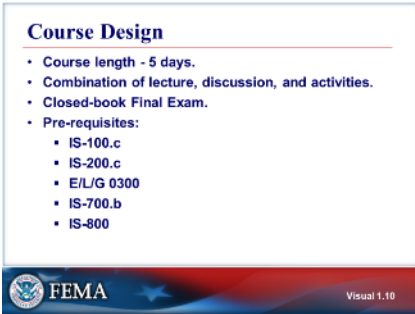 Course Design
• Course length - 5 days.
• Combination of lecture, discussion, and activities.
• Closed-book Final Exam.
• Pre-requisites:
▪ IS-100.c
▪ IS-200.c
▪ E/L/G 0300
▪ IS-700.b
▪ IS-800
FEMA
Visual 1.10